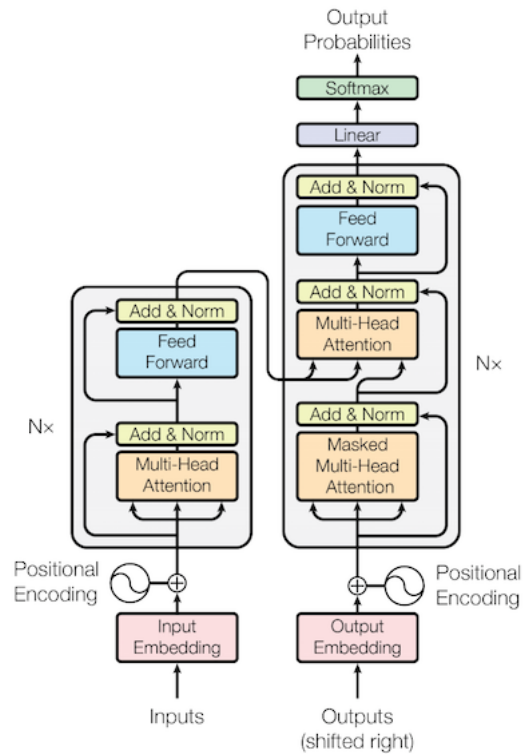 Output
Probabilities
Softmax
Linear
Add & Norm
Feed
Forward
Add & Norm
Multi-Head
Attention
Add & Norm
Masked
Multi-Head
Attention
N×
Positional
Encoding
Output
Embedding
Outputs
(shifted right)
Add & Norm
Feed
Forward
Add & Norm
Multi-Head
Attention
N×
Positional
Encoding
Input
Embedding
Inputs